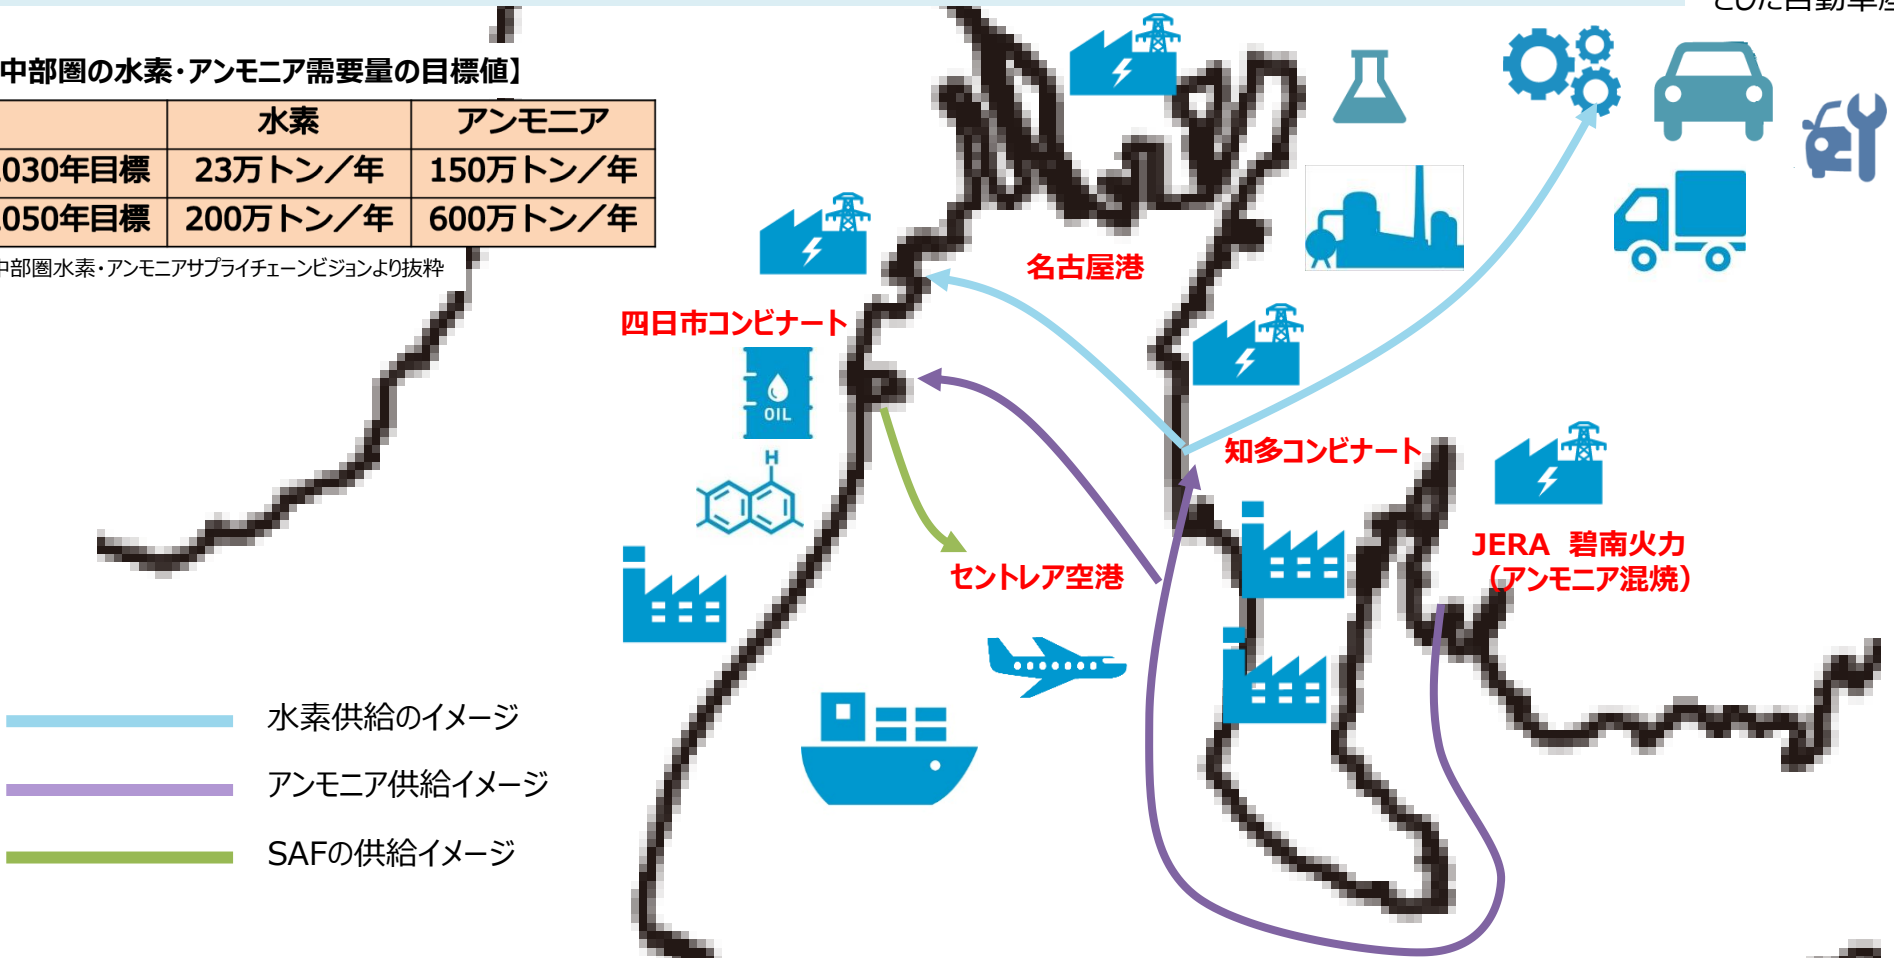 とした自動車産
中部圏の水素・アンモニア需要量の目標値】
水素 アンモニア
030年目標 23万トン／年 150万トン／年
050年目標 200万トン／年 600万トン／年
中部圏水素・アンモニアサプライチェーンビジョンより抜粋
名古屋港
四日市コンビナート
OIL
H
知多コンビナート
JERA 碧南火力
（アンモニア混焼）
セントレア空港
水素供給のイメージ
アンモニア供給イメージ
SAFの供給イメージ